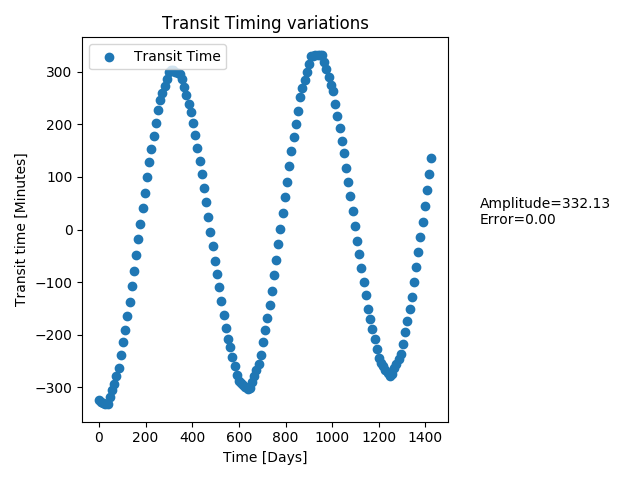 Transit Timing variations
Transit Time
300
200
100
0
−100
−200
−300
Transit time [Minutes]
0
200
400
600
800
1000
1200
1400
Time [Days]
Amplitude=332.13
Error=0.00